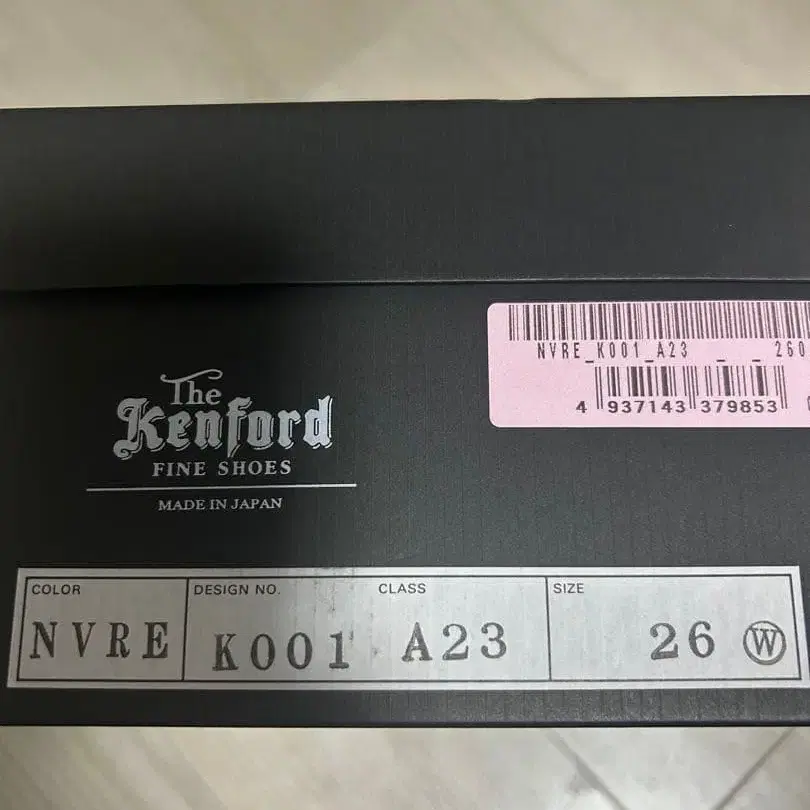 NVRE_K001_A23 _ _ 260
4 937143 379853
The
Kenford
FINE SHOES
MADE IN JAPAN
COLOR DESIGN NO. CLASS SIZE
NVRE K001 A23 26 W